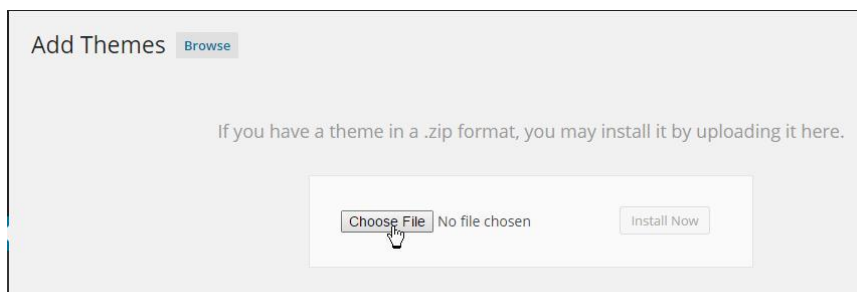 Add Themes Browse
If you have a theme in a .zip format, you may install it by uploading it here.
Choose File No file chosen Install Now